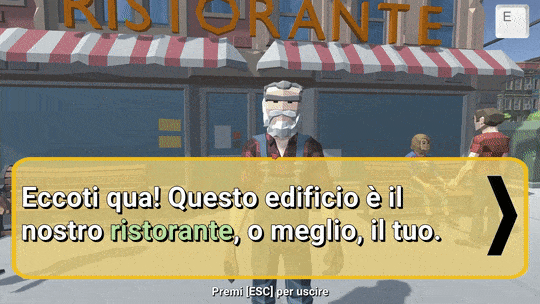 RISTORANTE
E
Eccoti qua! Questo edificio è il
nostro ristorante, o meglio, il tuo.
Premi [ESC] per uscire